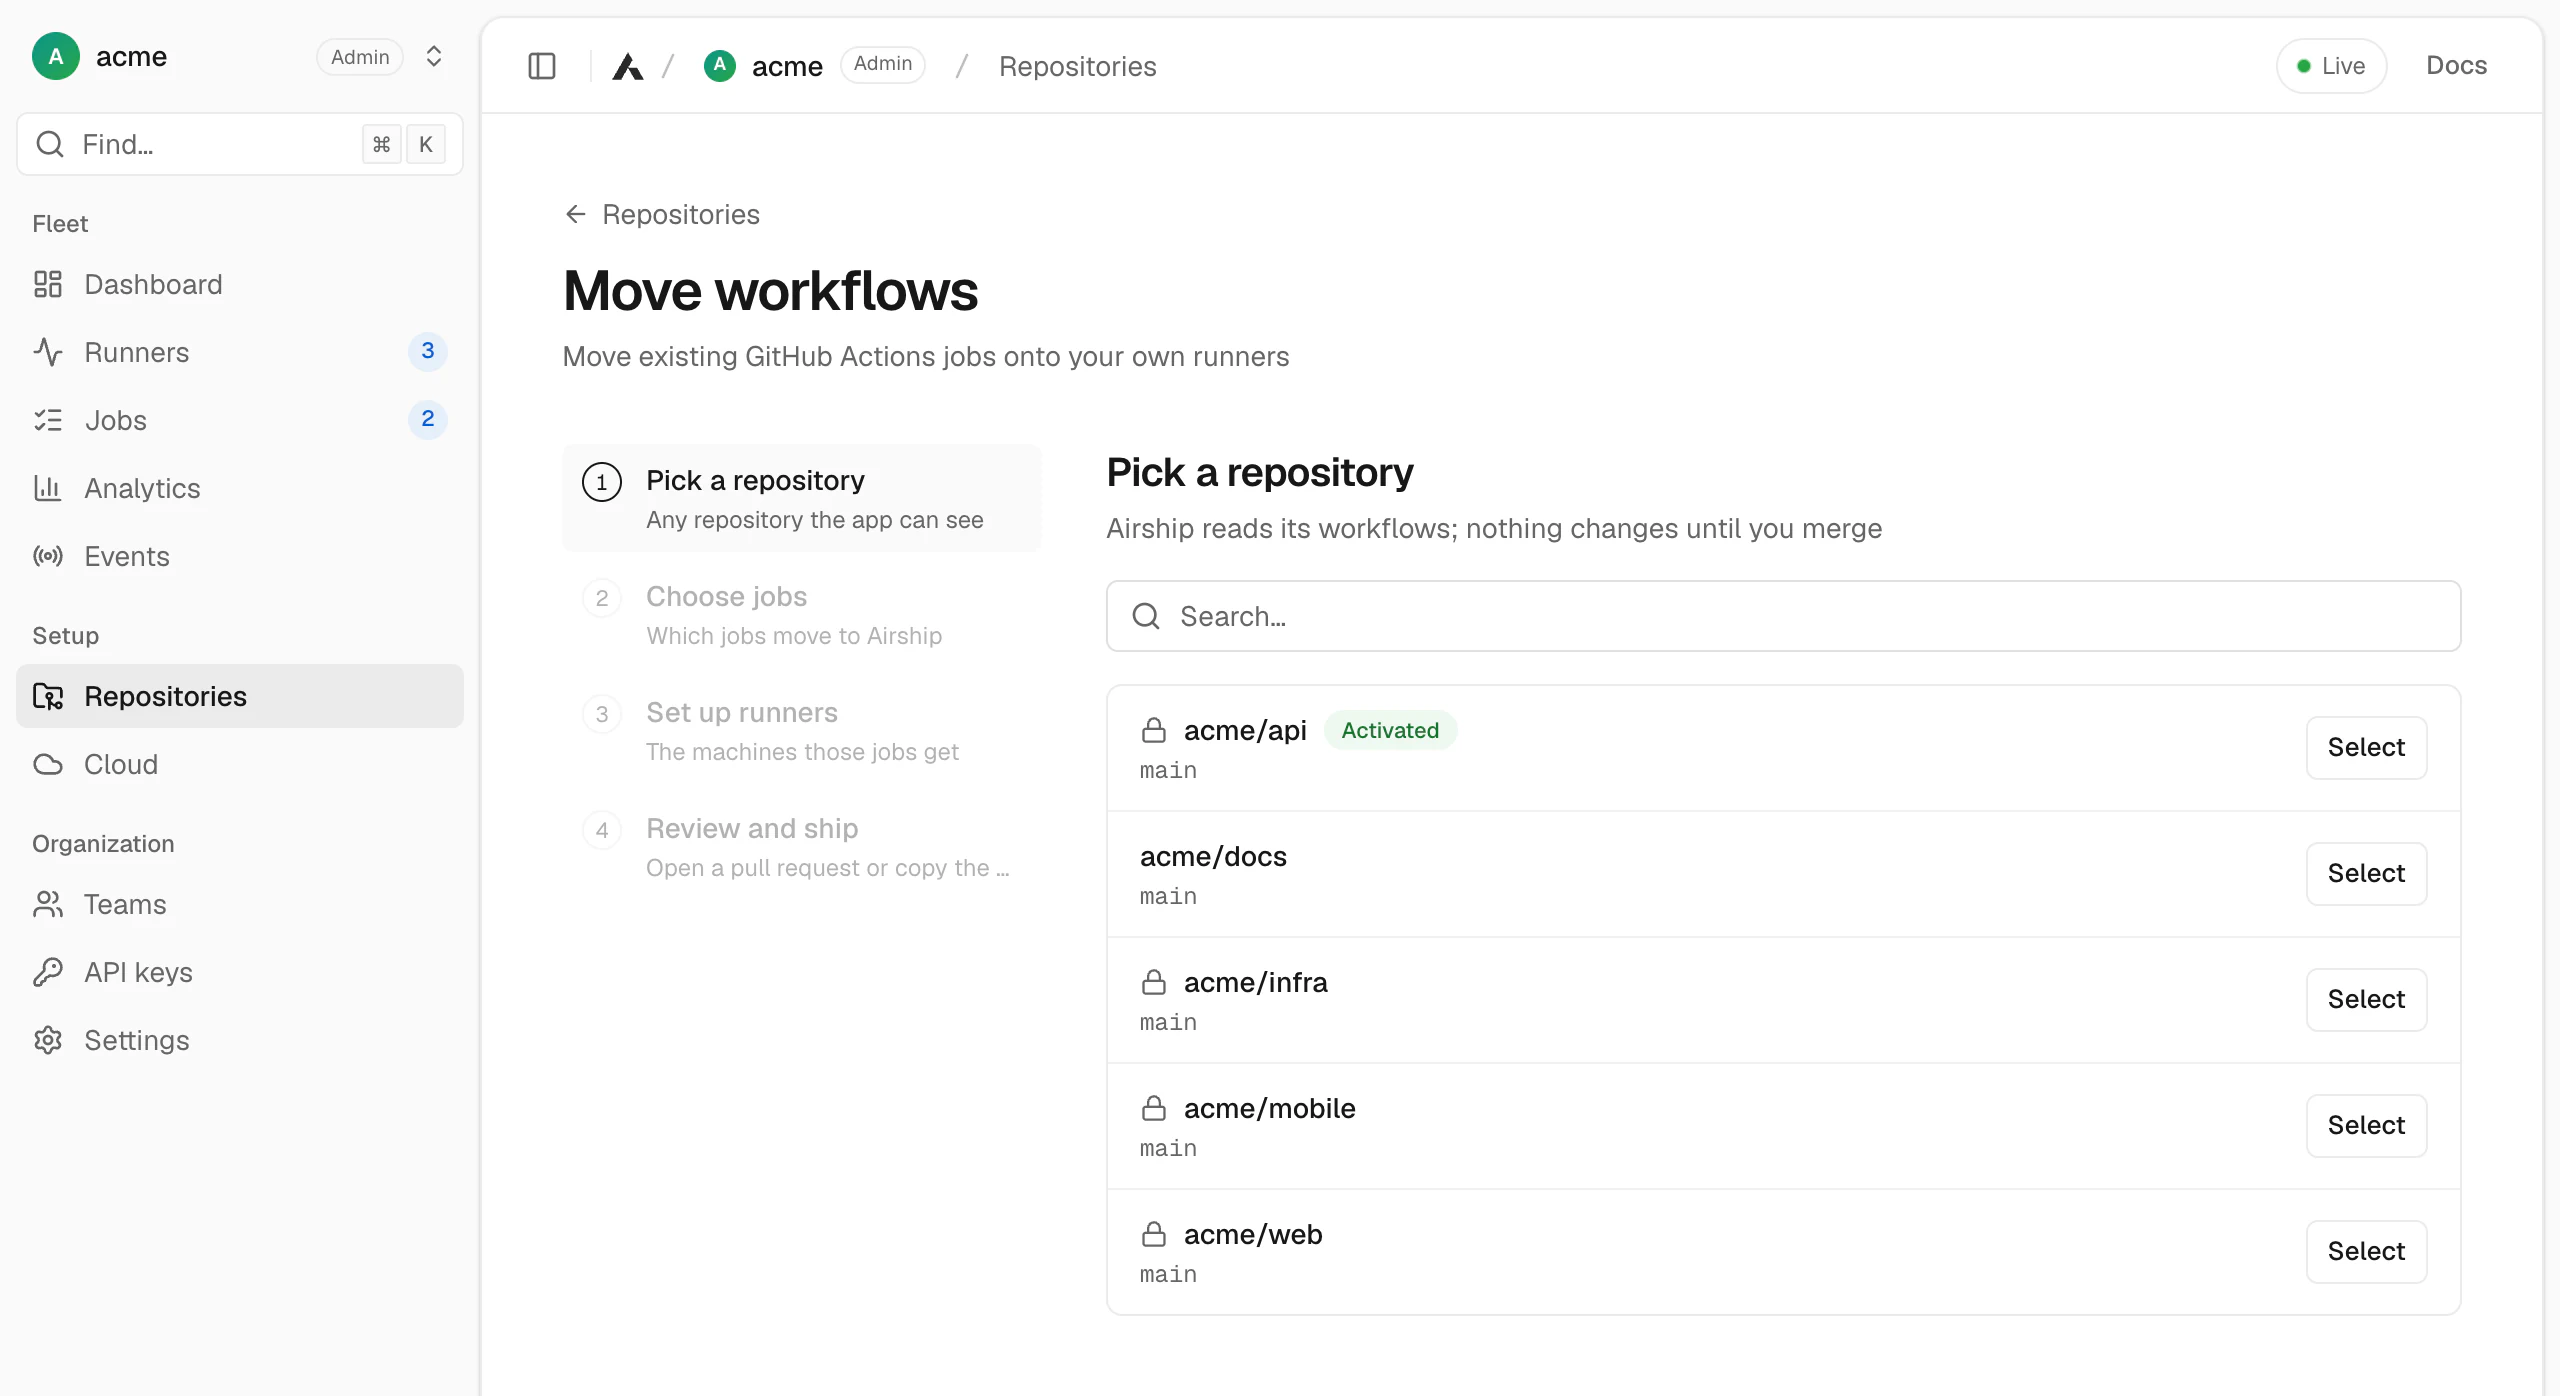 A acme Admin
Find... ⌘ K
Fleet
Dashboard
Runners 3
Jobs 2
Analytics
Events
Setup
Repositories
Cloud
Organization
Teams
API keys
Settings
/ A acme Admin / Repositories
Live Docs
← Repositories
Move workflows
Move existing GitHub Actions jobs onto your own runners
1 Pick a repository
Any repository the app can see
2 Choose jobs
Which jobs move to Airship
3 Set up runners
The machines those jobs get
4 Review and ship
Open a pull request or copy the ...
Pick a repository
Airship reads its workflows; nothing changes until you merge
Search...
acme/api Activated
main
Select
acme/docs
main
Select
acme/infra
main
Select
acme/mobile
main
Select
acme/web
main
Select